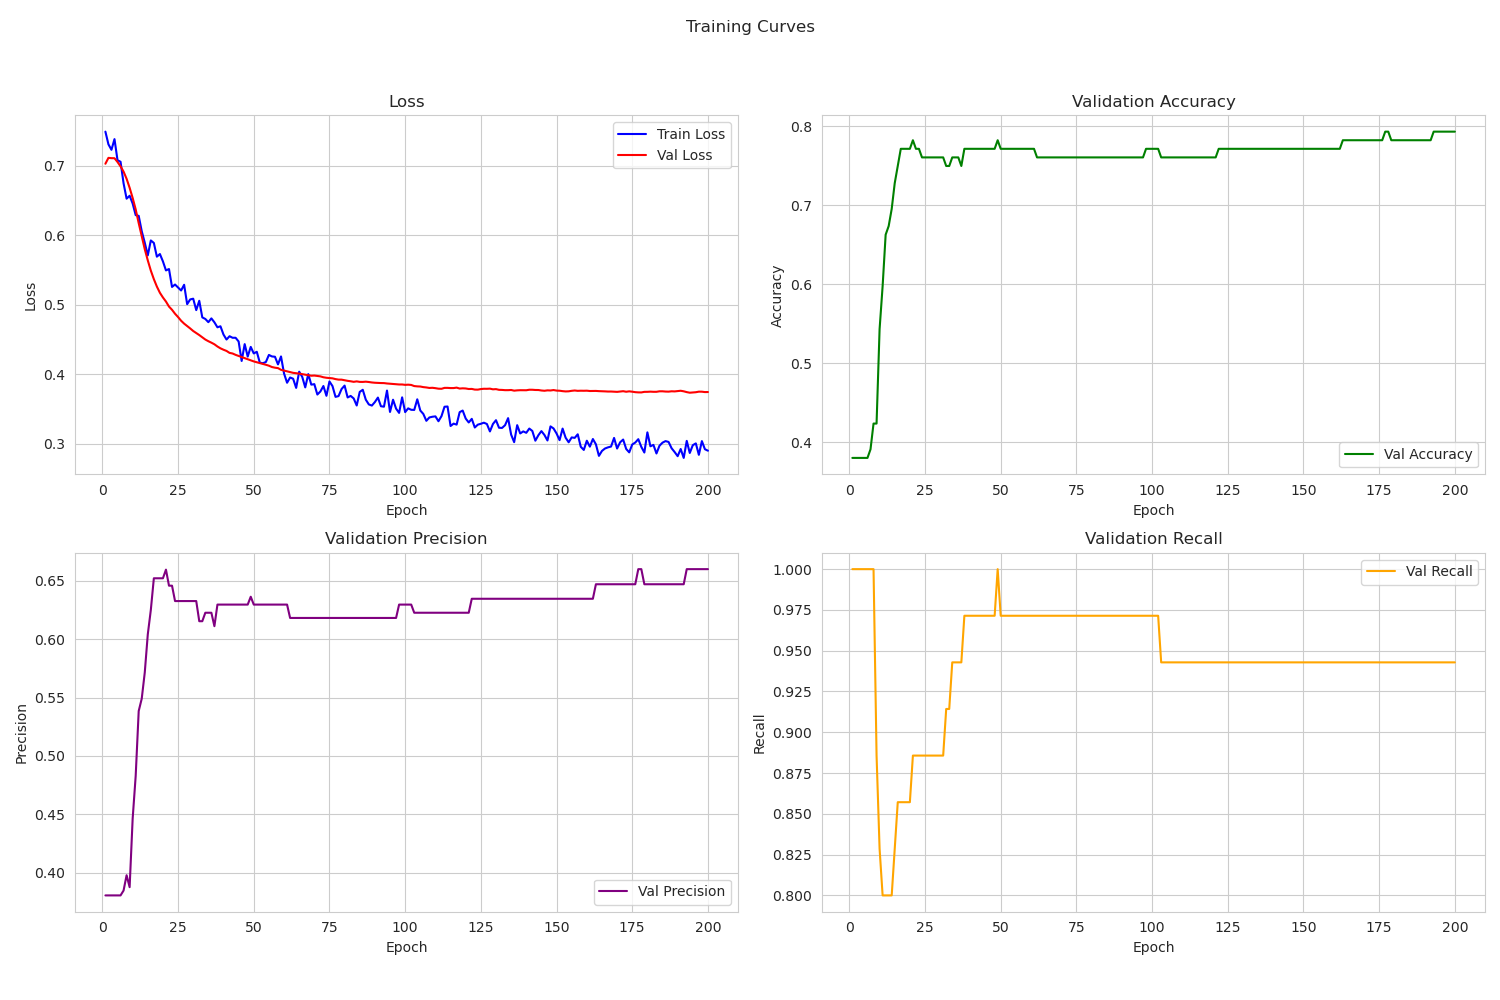 Training Curves
Loss
Train Loss
Val Loss
0.7
0.6
0.5
0.4
0.3
Loss
0 25 50 75 100 125 150 175 200
Epoch
Validation Accuracy
0.8
0.7
0.6
0.5
0.4
Accuracy
Val Accuracy
0 25 50 75 100 125 150 175 200
Epoch
Validation Precision
0.65
0.60
0.55
0.50
0.45
0.40
Precision
Val Precision
0 25 50 75 100 125 150 175 200
Epoch
Validation Recall
Val Recall
1.000
0.975
0.950
0.925
0.900
0.875
0.850
0.825
0.800
Recall
0 25 50 75 100 125 150 175 200
Epoch